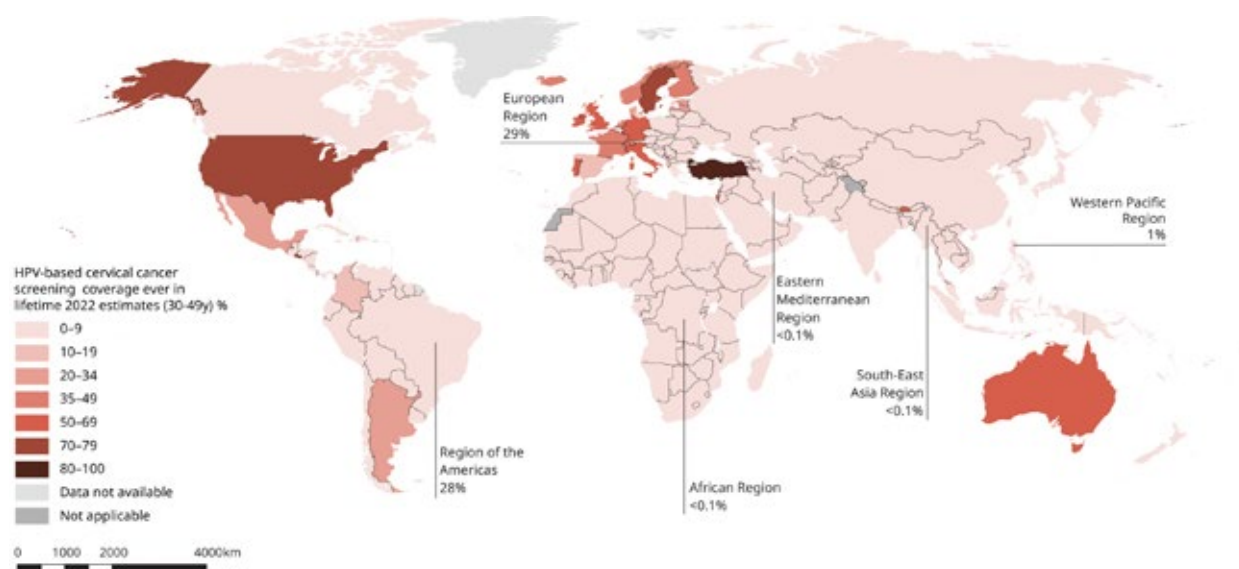 European
Region
29%
Western Pacific
Region
1%
HPV-based cervical cancer
screening coverage ever in
lifetime 2022 estimates (30-49y) %
0–9
10–19
20–34
35–49
50–69
70–79
80–100
Data not available
Not applicable
Eastern
Mediterranean
Region
<0.1%
South-East
Asia Region
<0.1%
Region of the
Americas
28%
African Region
<0.1%
0 1000 2000 4000km